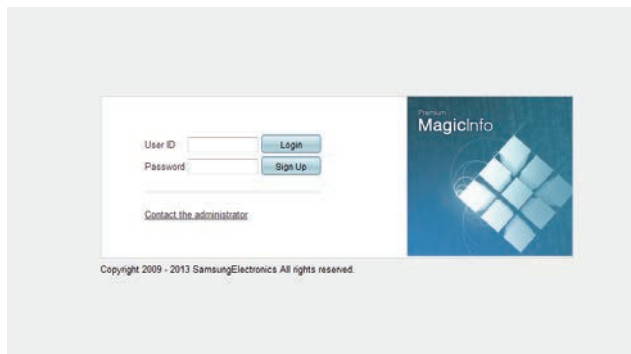 Premium
MagicInfo
User ID
Login
Password
Sign Up
Contact the administrator
Copyright 2009 - 2013 SamsungElectronics All rights reserved.